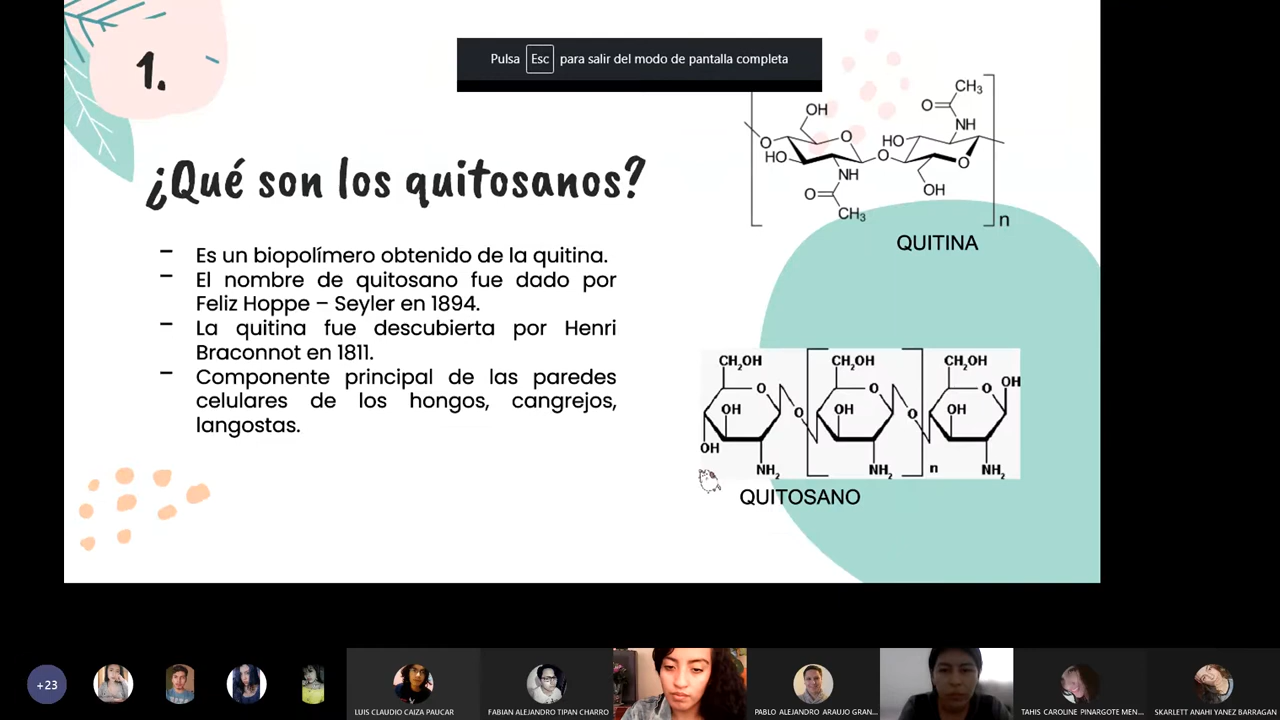 1.
Pulsa Esc para salir del modo de pantalla completa
¿Qué son los quitosanos?
- Es un biopolímero obtenido de la quitina.
- El nombre de quitosano fue dado por
Feliz Hoppe – Seyler en 1894.
- La quitina fue descubierta por Henri
Braconnot en 1811.
- Componente principal de las paredes
celulares de los hongos, cangrejos,
langostas.
CH₃
O
NH
OH
O
HO
O
HO
NH
O
O
OH
O
CH₃
n
QUITINA
CH₂OH CH₂OH CH₂OH
O O O OH
OH O OH O OH
OH
NH₂ NH₂ n NH₂
QUITOSANO
+23
LUIS CLAUDIO CAIZA PAUCAR
FABIAN ALEJANDRO TIPAN CHARRO
PABLO ALEJANDRO ARAUJO GRAN...
TAHIS CAROLINE PINARGOTE MEN...
SKARLETT ANAHI YANEZ BARRAGAN